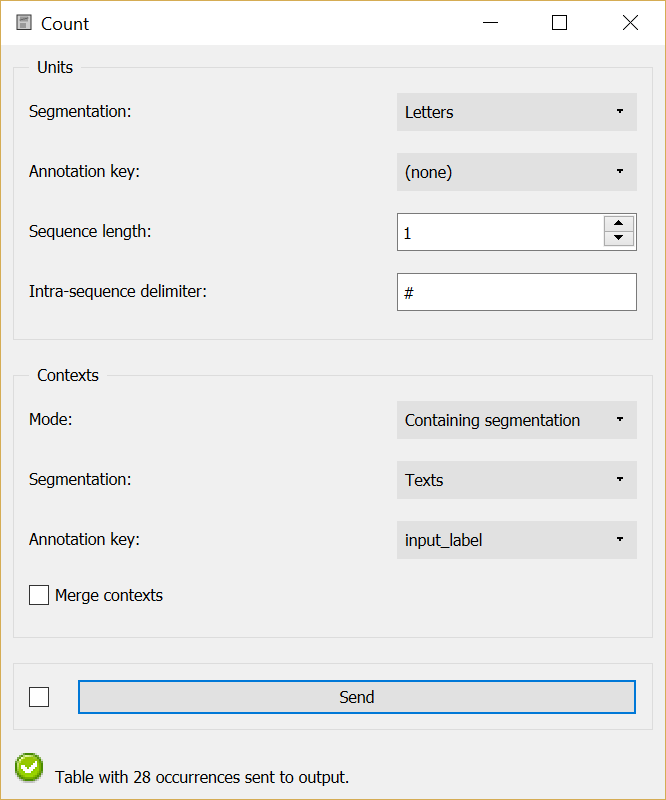 Count
Units
Segmentation: Letters
Annotation key: (none)
Sequence length: 1
Intra-sequence delimiter: #
Contexts
Mode: Containing segmentation
Segmentation: Texts
Annotation key: input_label
Merge contexts
Send
Table with 28 occurrences sent to output.